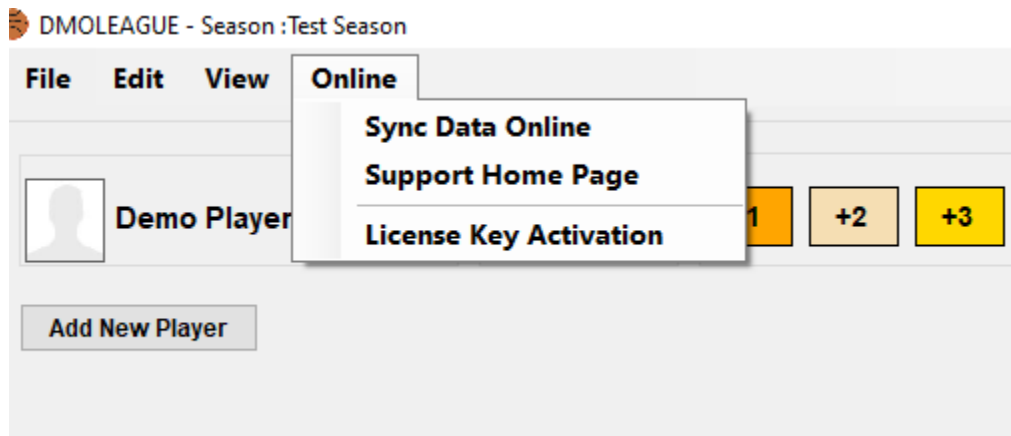 DMOLEAGUE - Season :Test Season
File Edit View Online
Sync Data Online
Support Home Page
License Key Activation
Demo Player
1 +2 +3
Add New Player